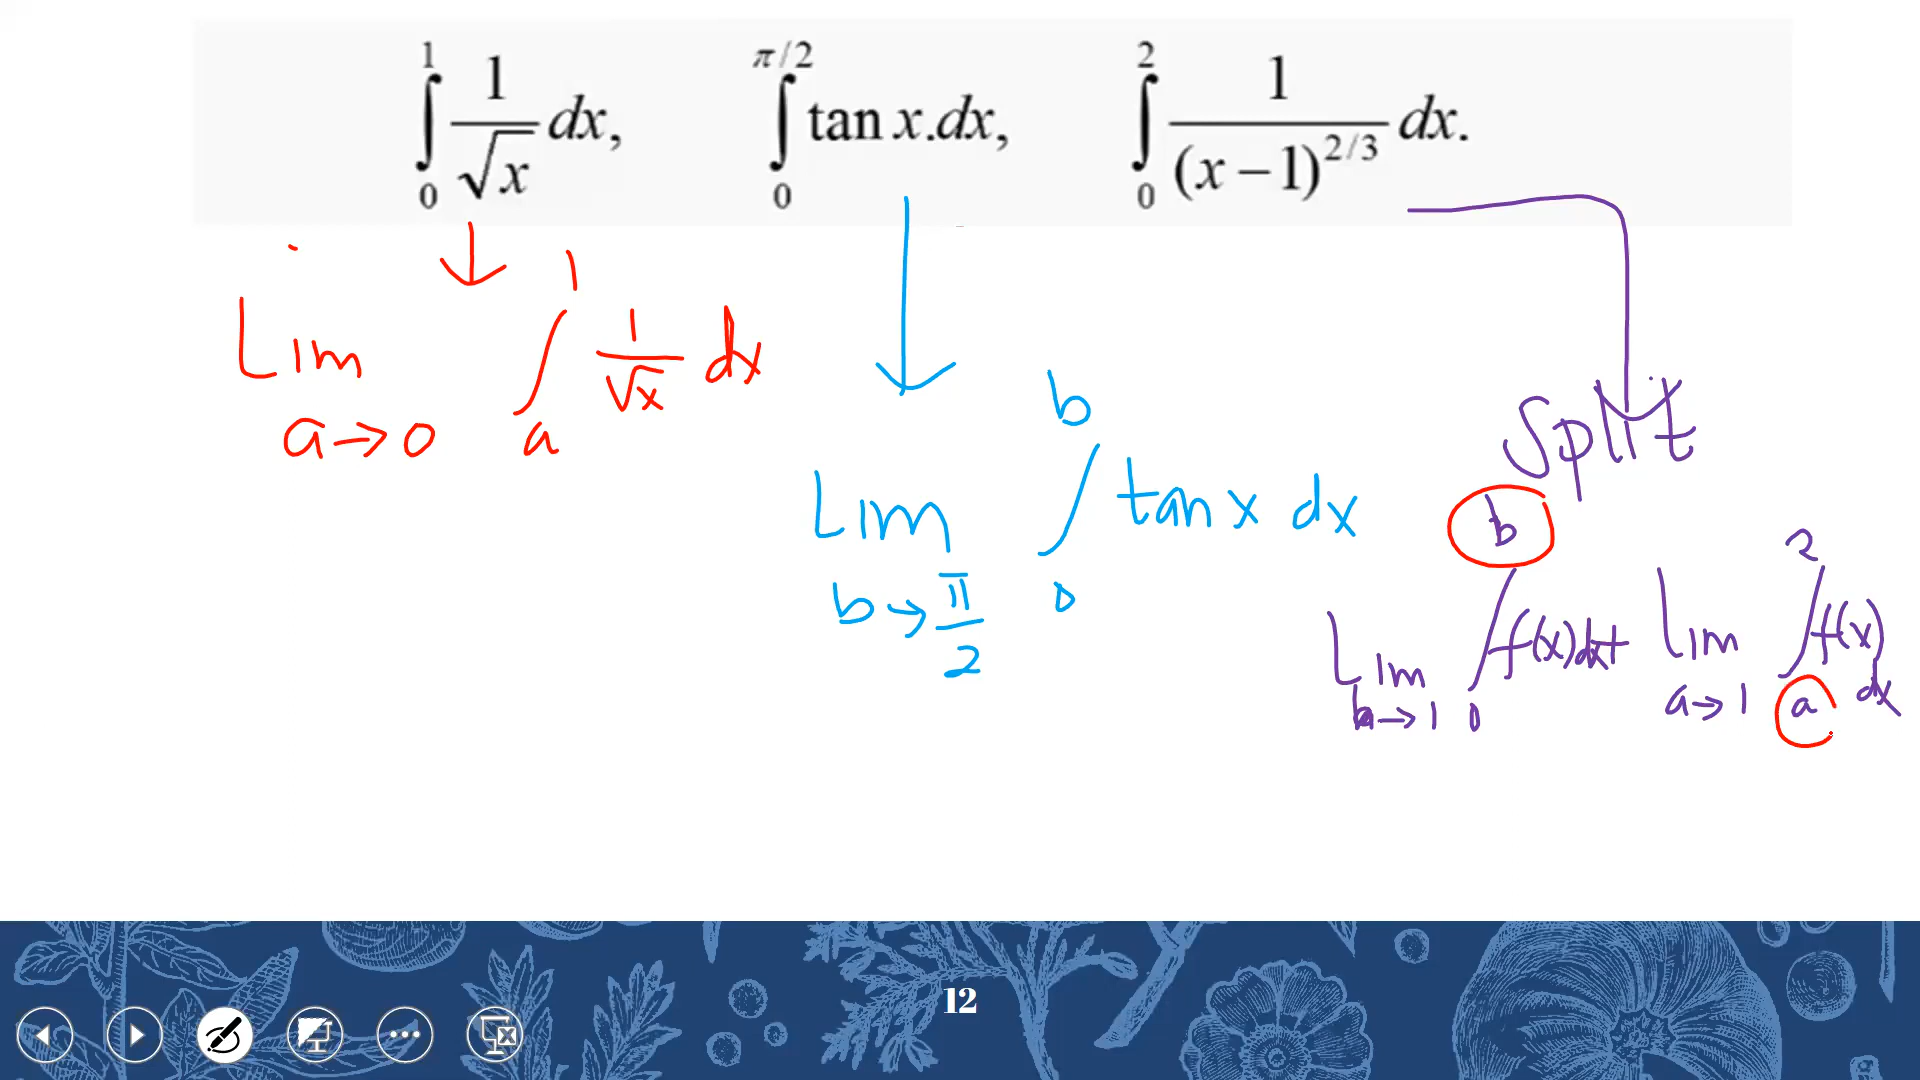 ∫₀¹ 1/√x dx, ∫₀^{π/2} tan x.dx, ∫₀² 1/(x−1)^{2/3} dx.
Lim a→0 ∫ₐ¹ 1/√x dx
Lim b→π/2 ∫₀ᵇ tan x dx
Split
Lim b→1 ∫₀ᵇ f(x)dx + Lim a→1 ∫ₐ² f(x) dx
12